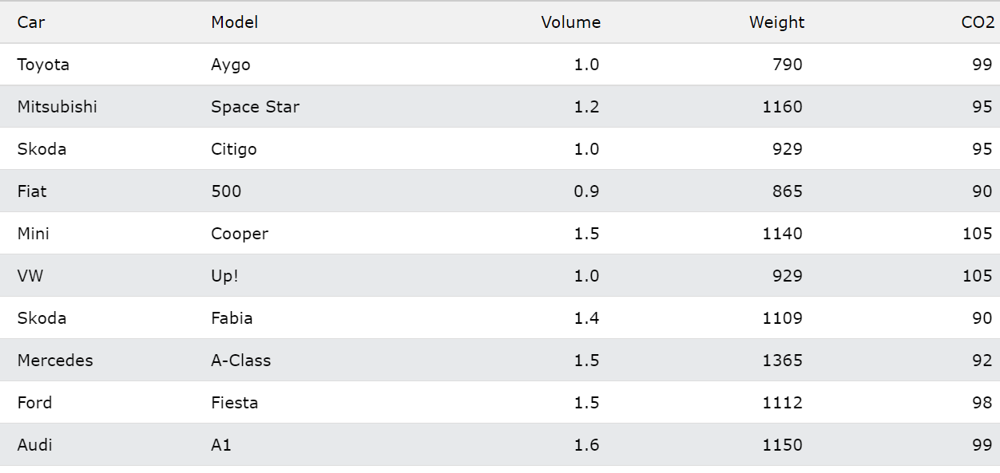 Car Model Volume Weight CO2
Toyota Aygo 1.0 790 99
Mitsubishi Space Star 1.2 1160 95
Skoda Citigo 1.0 929 95
Fiat 500 0.9 865 90
Mini Cooper 1.5 1140 105
VW Up! 1.0 929 105
Skoda Fabia 1.4 1109 90
Mercedes A-Class 1.5 1365 92
Ford Fiesta 1.5 1112 98
Audi A1 1.6 1150 99